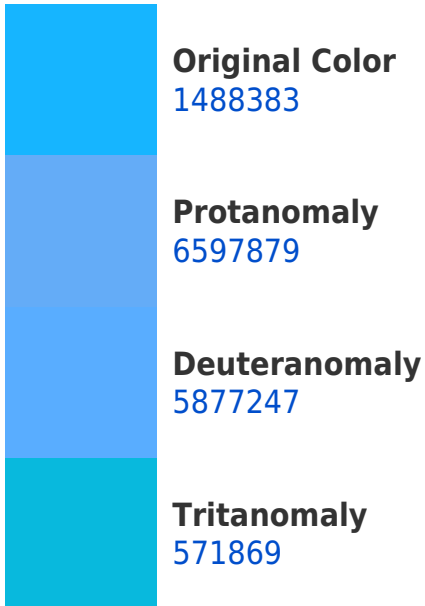 Original Color
1488383
Protanomaly
6597879
Deuteranomaly
5877247
Tritanomaly
571869